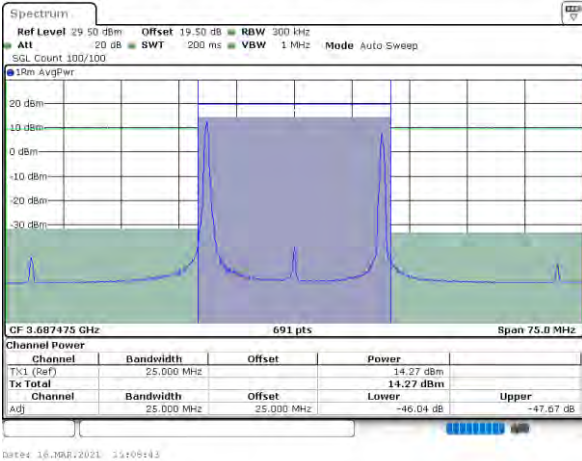 Spectrum
Ref Level 29.50 dBm Offset 19.50 dB RBW 300 kHz
Att 20 dB SWT 200 ms VBW 1 MHz Mode Auto Sweep
SGL Count 100/100
1Rm AvgPwr
20 dBm
10 dBm
0 dBm
-10 dBm
-20 dBm
-30 dBm
CF 3.687475 GHz 691 pts Span 75.0 MHz
Channel Power
Channel Bandwidth Offset Power
TX1 (Ref) 25.000 MHz 14.27 dBm
Tx Total 14.27 dBm
Channel Bandwidth Offset Lower Upper
Adj 25.000 MHz 25.000 MHz -46.04 dB -47.67 dB
Date: 16.MAR.2021 11:06:43